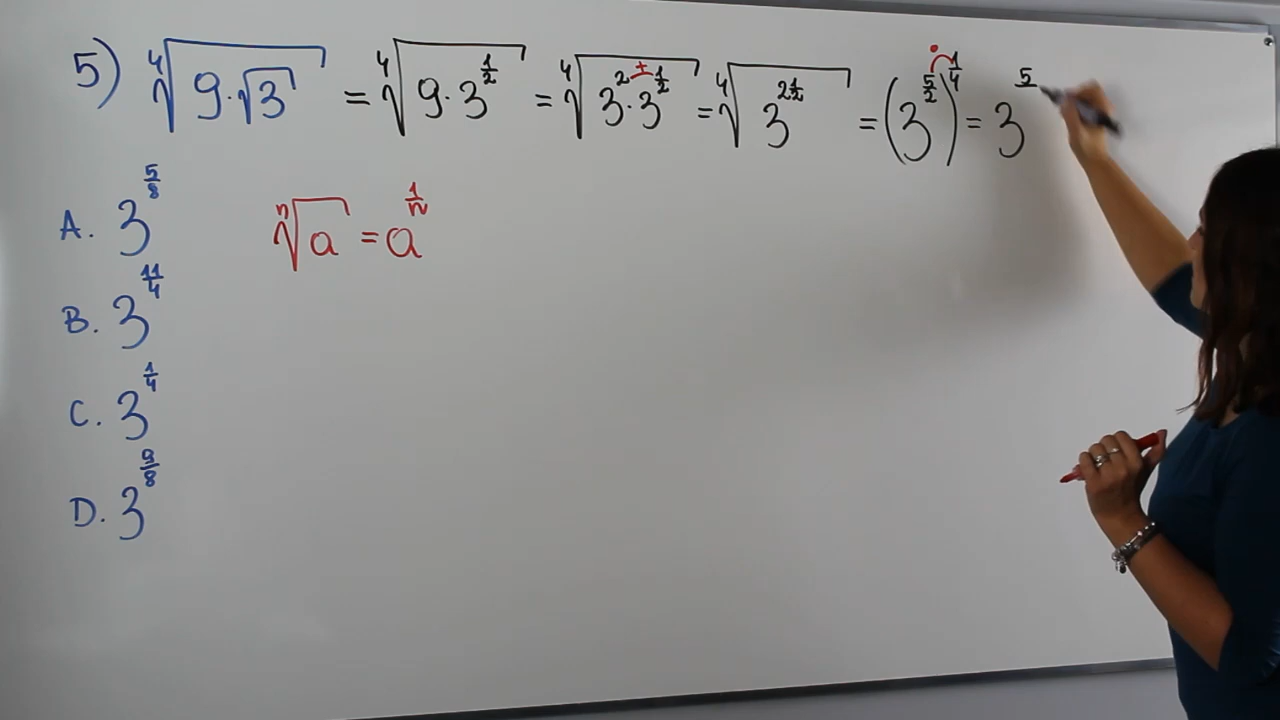 5) ⁴√(9·√3) = ⁴√(9·3^(1/2)) = ⁴√(3²·3^(1/2)) = ⁴√(3^(2 1/2)) = (3^(5/2))^(1/4) = 3^(5/
+
·
A. 3^(5/8)
ⁿ√a = a^(1/n)
B. 3^(11/4)
C. 3^(1/4)
D. 3^(9/8)